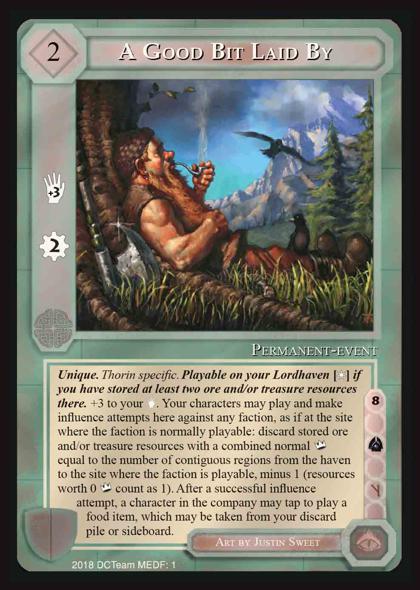 2
A Good Bit Laid By
+3
2
Permanent-event
Unique. Thorin specific. Playable on your Lordhaven [ ] if
you have stored at least two ore and/or treasure resources
there. +3 to your . Your characters may play and make
influence attempts here against any faction, as if at the site
where the faction is normally playable: discard stored ore
and/or treasure resources with a combined normal
equal to the number of contiguous regions from the haven
to the site where the faction is playable, minus 1 (resources
worth 0 count as 1). After a successful influence
attempt, a character in the company may tap to play a
food item, which may be taken from your discard
pile or sideboard.
8
Art by Justin Sweet
2018 DCTeam MEDF: 1